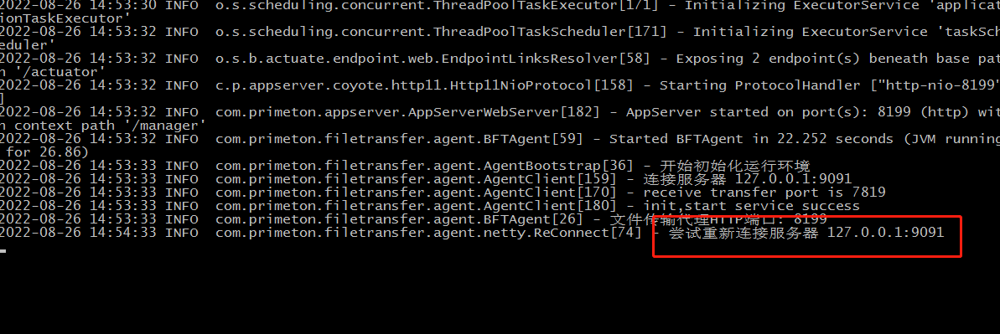 2022-08-26 14:53:30 INFO  o.s.scheduling.concurrent.ThreadPoolTaskExecutor[171] - Initializing ExecutorService 'applicat
ionTaskExecutor'
2022-08-26 14:53:32 INFO  o.s.scheduling.concurrent.ThreadPoolTaskScheduler[171] - Initializing ExecutorService 'taskSch
eduler'
2022-08-26 14:53:32 INFO  o.s.b.actuate.endpoint.web.EndpointLinksResolver[58] - Exposing 2 endpoint(s) beneath base pat
h '/actuator'
2022-08-26 14:53:32 INFO  c.p.appserver.coyote.http11.Http11NioProtocol[158] - Starting ProtocolHandler ["http-nio-8199"
]
2022-08-26 14:53:32 INFO  com.primeton.appserver.AppServerWebServer[182] - AppServer started on port(s): 8199 (http) wit
h context path '/manager'
2022-08-26 14:53:32 INFO  com.primeton.filetransfer.agent.BFTAgent[59] - Started BFTAgent in 22.252 seconds (JVM running
 for 26.86)
2022-08-26 14:53:33 INFO  com.primeton.filetransfer.agent.AgentBootstrap[36] - 开始初始化运行环境
2022-08-26 14:53:33 INFO  com.primeton.filetransfer.agent.AgentClient[159] - 连接服务器 127.0.0.1:9091
2022-08-26 14:53:33 INFO  com.primeton.filetransfer.agent.AgentClient[170] - receive transfer port is 7819
2022-08-26 14:53:33 INFO  com.primeton.filetransfer.agent.AgentClient[180] - init,start service success
2022-08-26 14:53:33 INFO  com.primeton.filetransfer.agent.BFTAgent[26] - 文件传输代理HTTP端口: 8199
2022-08-26 14:54:33 INFO  com.primeton.filetransfer.agent.netty.ReConnect[74] - 尝试重新连接服务器 127.0.0.1:9091